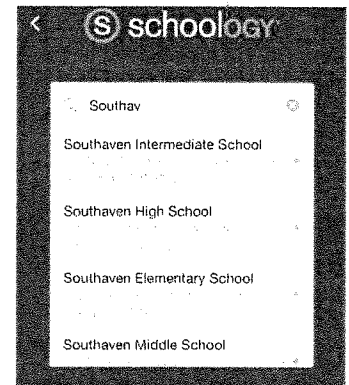 S schoology
Southav
Southaven Intermediate School
Southaven High School
Southaven Elementary School
Southaven Middle School